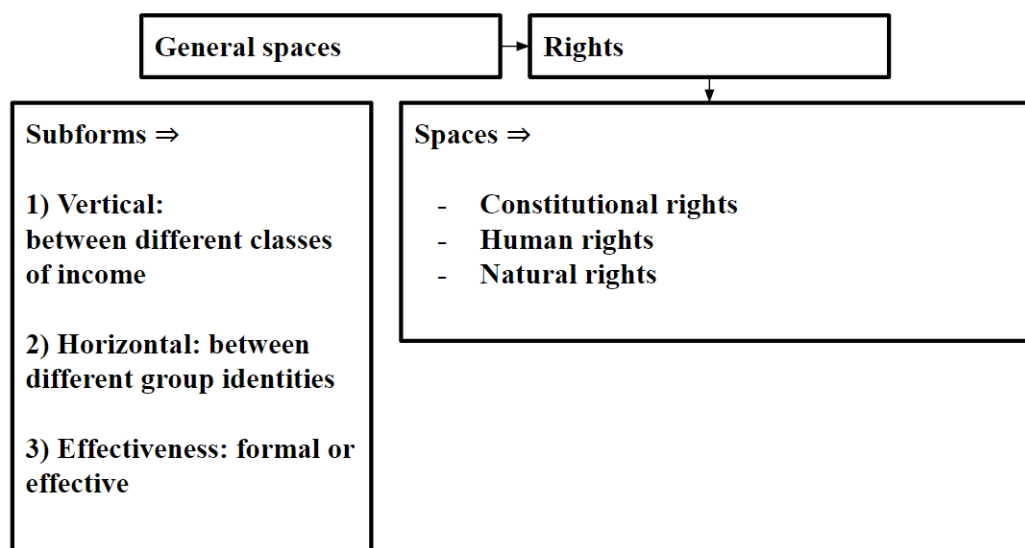 General spaces
Rights
Subforms ⇒
1) Vertical:
between different classes
of income
2) Horizontal: between
different group identities
3) Effectiveness: formal or
effective
Spaces ⇒
- Constitutional rights
- Human rights
- Natural rights